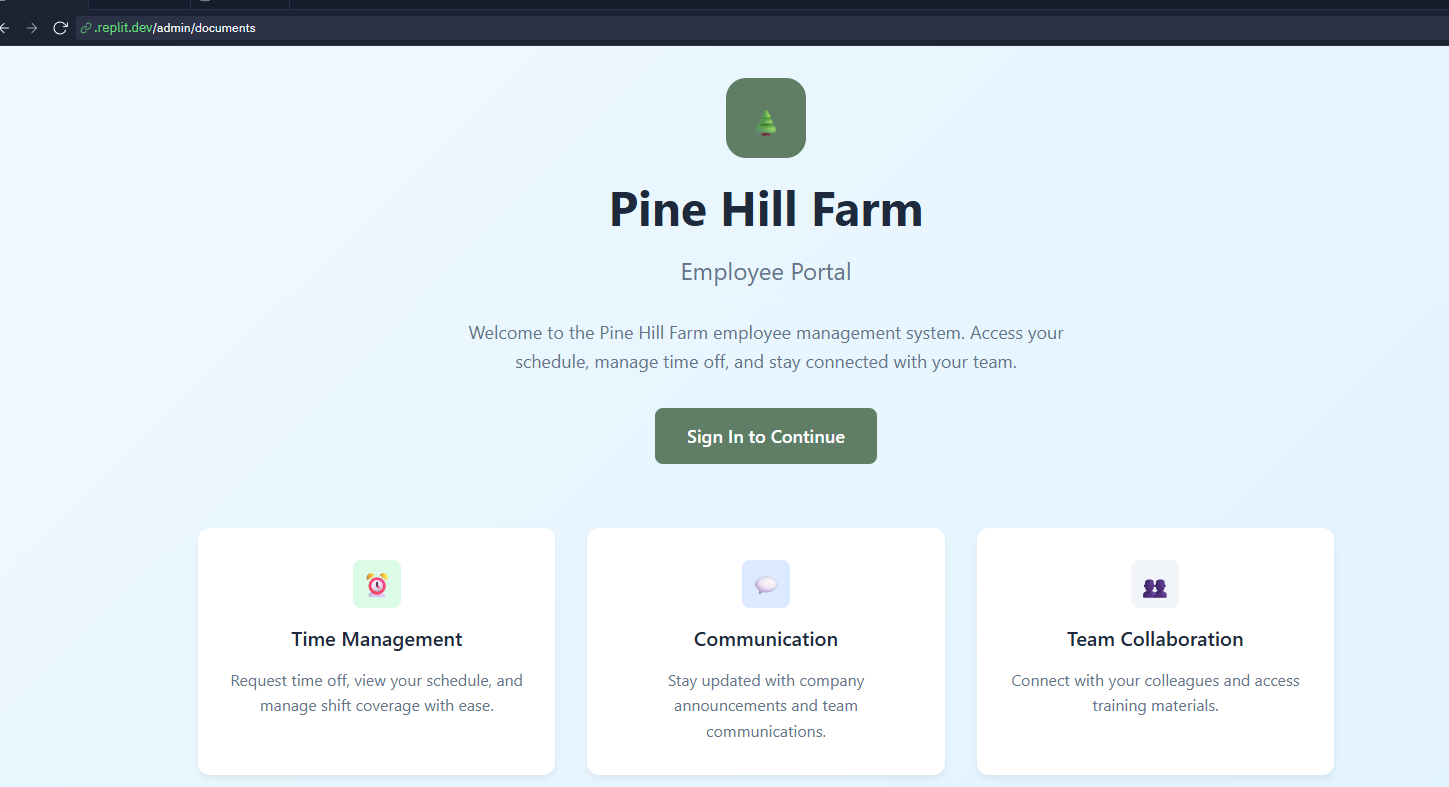 .replit.dev/admin/documents
Pine Hill Farm
Employee Portal
Welcome to the Pine Hill Farm employee management system. Access your
schedule, manage time off, and stay connected with your team.
Sign In to Continue
Time Management
Request time off, view your schedule, and
manage shift coverage with ease.
Communication
Stay updated with company
announcements and team
communications.
Team Collaboration
Connect with your colleagues and access
training materials.